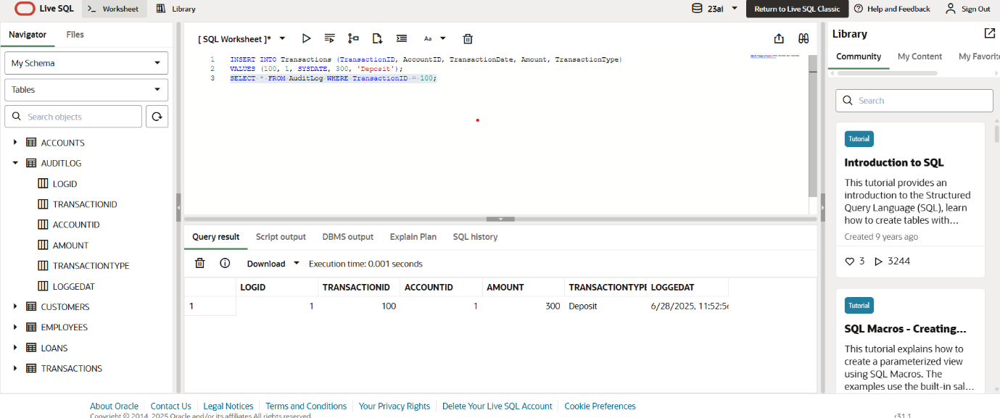 Live SQL
Worksheet
Library
23ai
Return to Live SQL Classic
Help and Feedback
Sign Out
Navigator
Files
My Schema
Tables
Search objects
ACCOUNTS
AUDITLOG
LOGID
TRANSACTIONID
ACCOUNTID
AMOUNT
TRANSACTIONTYPE
LOGGEDAT
CUSTOMERS
EMPLOYEES
LOANS
TRANSACTIONS
[ SQL Worksheet ]*
Aa
1 INSERT INTO Transactions (TransactionID, AccountID, TransactionDate, Amount, TransactionType)
2 VALUES (100, 1, SYSDATE, 300, 'Deposit');
3 SELECT * FROM AuditLog WHERE TransactionID = 100;
Query result
Script output
DBMS output
Explain Plan
SQL history
Download
Execution time: 0.001 seconds
LOGID TRANSACTIONID ACCOUNTID AMOUNT TRANSACTIONTYPE LOGGEDAT
1 1 100 1 300 Deposit 6/28/2025, 11:52:56
Library
Community
My Content
My Favorite
Search
Tutorial
Introduction to SQL
This tutorial provides an
introduction to the Structured
Query Language (SQL), learn
how to create tables with...
Created 9 years ago
3 3244
Tutorial
SQL Macros - Creating...
This tutorial explains how to
create a parameterized view
using SQL Macros. The
examples use the built-in sal...
About Oracle
Contact Us
Legal Notices
Terms and Conditions
Your Privacy Rights
Delete Your Live SQL Account
Cookie Preferences
Copyright © 2014, 2025 Oracle and/or its affiliates All rights reserved.
r31.1